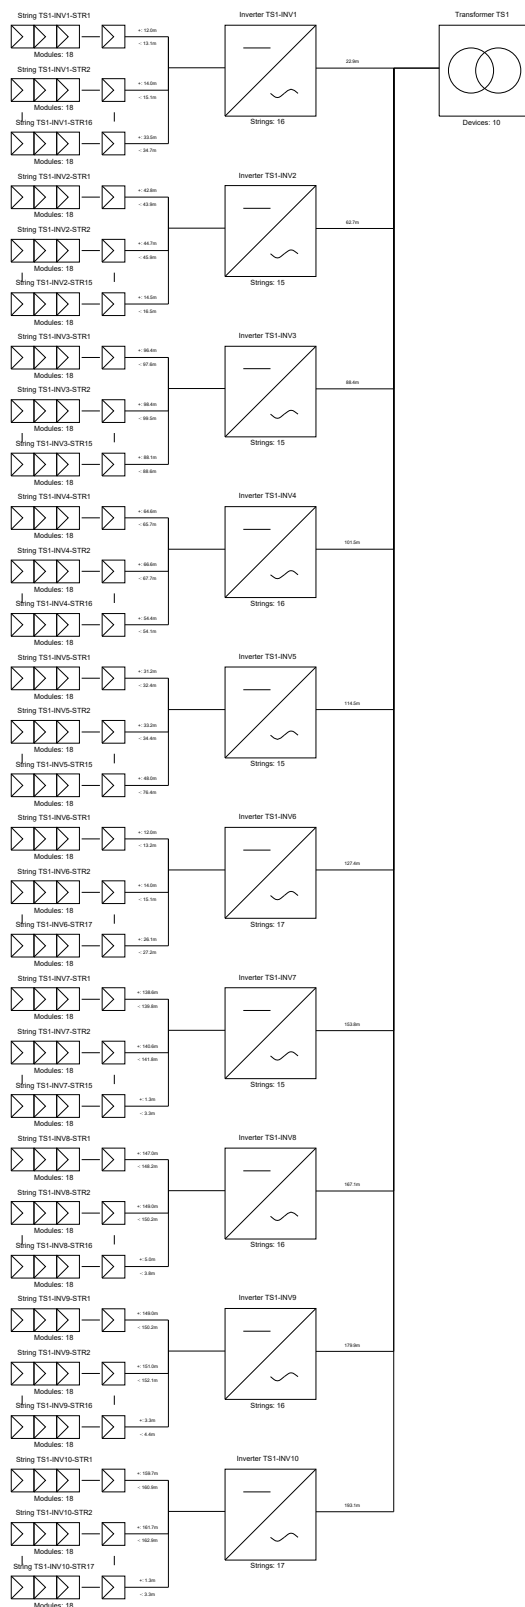 String TS1-INV1-STR1
Inverter TS1-INV1
Transformer TS1
+: 12.0m
-: 13.1m
Modules: 18
String TS1-INV1-STR2
+: 14.0m
-: 15.1m
22.9m
Modules: 18
String TS1-INV1-STR16
Strings: 16
Devices: 10
+: 33.5m
-: 34.7m
Modules: 18
String TS1-INV2-STR1
Inverter TS1-INV2
+: 42.8m
-: 43.9m
Modules: 18
String TS1-INV2-STR2
+: 44.7m
-: 45.9m
62.7m
Modules: 18
String TS1-INV2-STR15
Strings: 15
+: 14.5m
-: 16.5m
Modules: 18
String TS1-INV3-STR1
Inverter TS1-INV3
+: 96.4m
-: 97.6m
Modules: 18
String TS1-INV3-STR2
+: 98.4m
-: 99.5m
88.4m
Modules: 18
String TS1-INV3-STR15
Strings: 15
+: 88.1m
-: 88.8m
Modules: 18
String TS1-INV4-STR1
Inverter TS1-INV4
+: 64.6m
-: 65.7m
Modules: 18
String TS1-INV4-STR2
+: 66.6m
-: 67.7m
101.5m
Modules: 18
String TS1-INV4-STR16
Strings: 16
+: 54.4m
-: 54.1m
Modules: 18
String TS1-INV5-STR1
Inverter TS1-INV5
+: 31.2m
-: 32.4m
Modules: 18
String TS1-INV5-STR2
+: 33.2m
-: 34.4m
114.5m
Modules: 18
String TS1-INV5-STR15
Strings: 15
+: 48.0m
-: 76.4m
Modules: 18
String TS1-INV6-STR1
Inverter TS1-INV6
+: 12.0m
-: 13.2m
Modules: 18
String TS1-INV6-STR2
+: 14.0m
-: 15.1m
127.4m
Modules: 18
String TS1-INV6-STR17
Strings: 17
+: 26.1m
-: 27.2m
Modules: 18
String TS1-INV7-STR1
Inverter TS1-INV7
+: 138.6m
-: 139.8m
Modules: 18
String TS1-INV7-STR2
+: 140.6m
-: 141.8m
153.8m
Modules: 18
String TS1-INV7-STR15
Strings: 15
+: 1.3m
-: 3.3m
Modules: 18
String TS1-INV8-STR1
Inverter TS1-INV8
+: 147.0m
-: 148.2m
Modules: 18
String TS1-INV8-STR2
+: 149.0m
-: 150.2m
167.1m
Modules: 18
String TS1-INV8-STR16
Strings: 16
+: 5.0m
-: 3.8m
Modules: 18
String TS1-INV9-STR1
Inverter TS1-INV9
+: 149.0m
-: 150.2m
Modules: 18
String TS1-INV9-STR2
+: 151.0m
-: 152.1m
179.9m
Modules: 18
String TS1-INV9-STR16
Strings: 16
+: 3.3m
-: 4.4m
Modules: 18
String TS1-INV10-STR1
Inverter TS1-INV10
+: 159.7m
-: 160.9m
Modules: 18
String TS1-INV10-STR2
+: 161.7m
-: 162.9m
193.1m
Modules: 18
String TS1-INV10-STR17
Strings: 17
+: 1.3m
-: 3.3m
Modules: 18